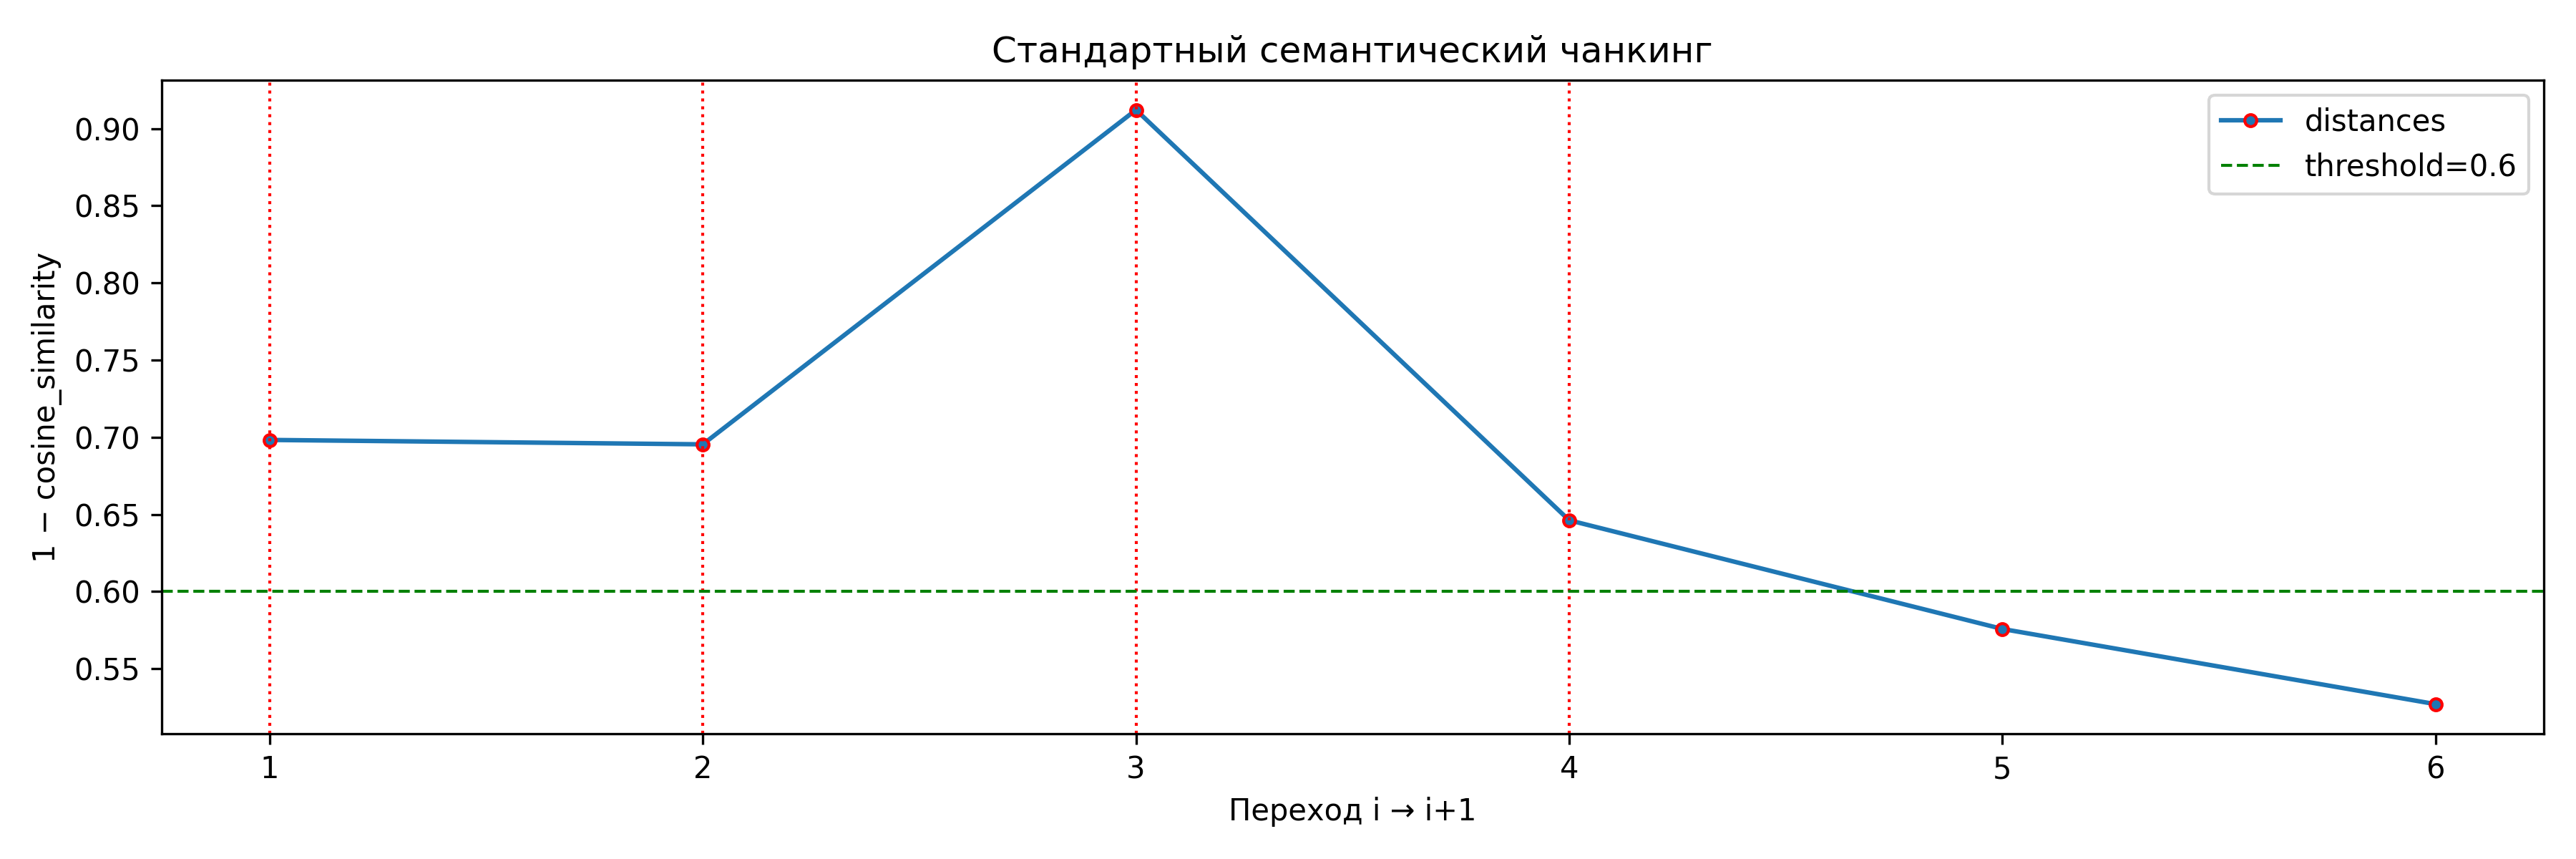 Стандартный семантический чанкинг
distances
threshold=0.6
1 − cosine_similarity
0.90
0.85
0.80
0.75
0.70
0.65
0.60
0.55
1 2 3 4 5 6
Переход i → i+1